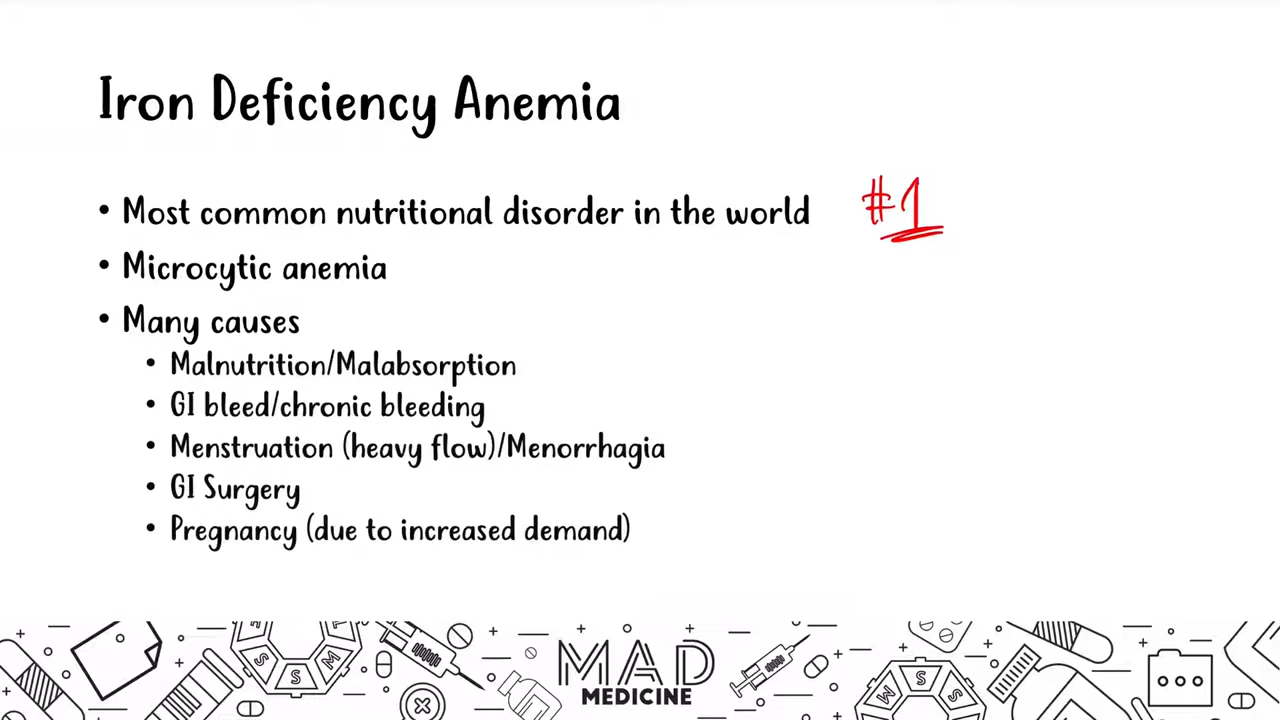 Iron Deficiency Anemia
• Most common nutritional disorder in the world #1
• Microcytic anemia
• Many causes
• Malnutrition/Malabsorption
• GI bleed/chronic bleeding
• Menstruation (heavy flow)/Menorrhagia
• GI Surgery
• Pregnancy (due to increased demand)
S S M
MAD
MEDICINE
M S S